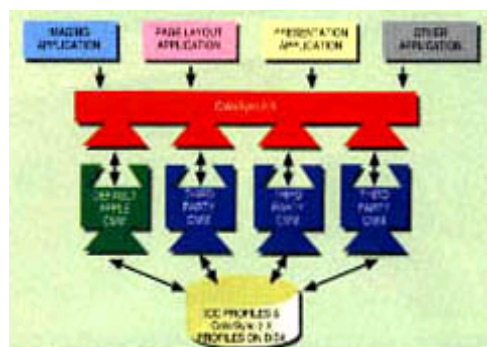 IMAGING
APPLICATION
PAGE LAYOUT
APPLICATION
PRESENTATION
APPLICATION
OTHER
APPLICATION
ColorSync 2.X
DEFAULT
APPLE
CMM
THIRD
PARTY
CMM
THIRD
PARTY
CMM
THIRD
PARTY
CMM
ICC PROFILES &
ColorSync 2.X
PROFILES ON DISK